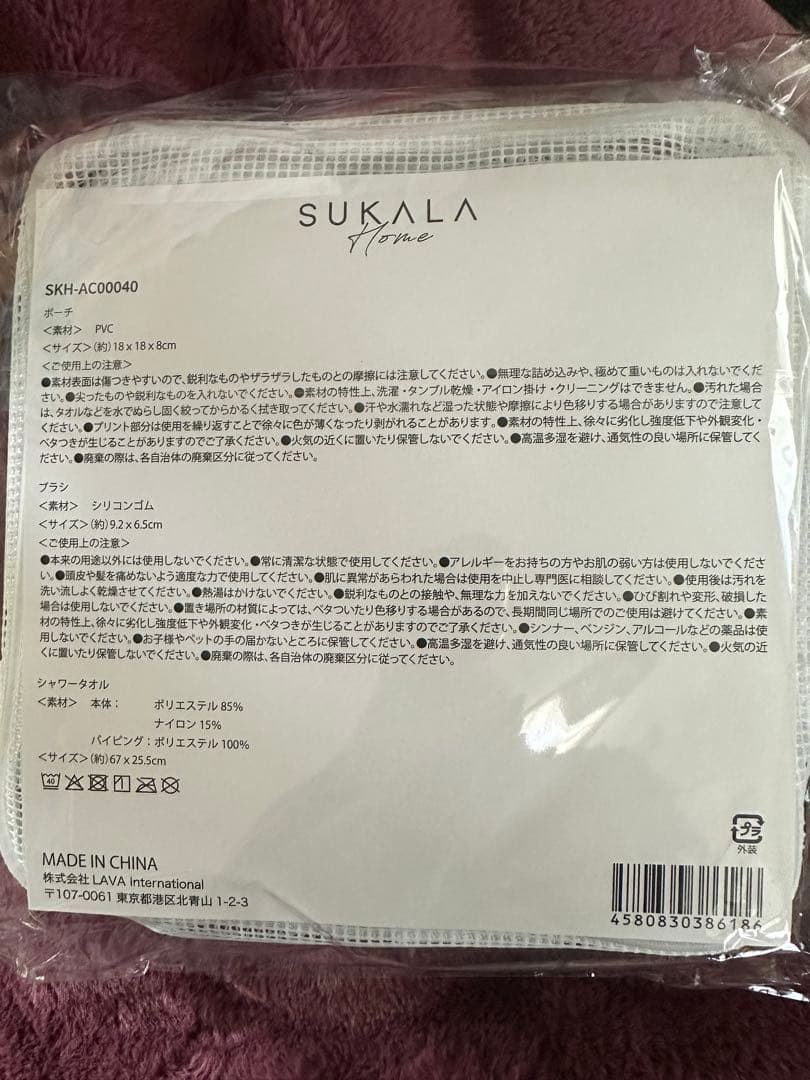 SUKALA
Home
SKH-AC00040
ポーチ
＜素材＞ PVC
＜サイズ＞(約)18 x 18 x 8cm
＜ご使用上の注意＞
●素材表面は傷つきやすいので、鋭利なものやザラザラしたものとの摩擦には注意してください。●無理な詰め込みや、極めて重いものは入れないでくだ
さい。●尖ったものや鋭利なものを入れないでください。●素材の特性上、洗濯・タンブル乾燥・アイロン掛け・クリーニングはできません。●汚れた場合
は、タオルなどを水でぬらし固く絞ってからかるく拭き取ってください。●汗や水濡れなど湿った状態や摩擦により色移りする場合がありますので注意して
ください。●プリント部分は使用を繰り返すことで徐々に色が薄くなったり剥がれることがあります。●素材の特性上、徐々に劣化し強度低下や外観変化・
ベタつきが生じることがありますのでご了承ください。●火気の近くに置いたり保管しないでください。●高温多湿を避け、通気性の良い場所に保管してく
ださい。●廃棄の際は、各自治体の廃棄区分に従ってください。
ブラシ
＜素材＞ シリコンゴム
＜サイズ＞(約)9.2 x 6.5cm
＜ご使用上の注意＞
●本来の用途以外には使用しないでください。●常に清潔な状態で使用してください。●アレルギーをお持ちの方やお肌の弱い方は使用しないでくださ
い。●頭皮や髪を痛めないよう適度な力で使用してください。●肌に異常があらわれた場合は使用を中止し専門医に相談してください。●使用後は汚れを
洗い流しよく乾燥させてください。●熱湯はかけないでください。●鋭利なものとの接触や、無理な力を加えないでください。●ひび割れや変形、破損した
場合は使用しないでください。●置き場所の材質によっては、ベタついたり色移りする場合があるので、長期間同じ場所でのご使用は避けてください。●素
材の特性上、徐々に劣化し強度低下や外観変化・ベタつきが生じることがありますのでご了承ください。●シンナー、ベンジン、アルコールなどの薬品は使
用しないでください。●お子様やペットの手の届かないところに保管してください。●高温多湿を避け、通気性の良い場所に保管してください。●火気の近
くに置いたり保管しないでください。●廃棄の際は、各自治体の廃棄区分に従ってください。
シャワータオル
＜素材＞ 本体： ポリエステル 85%
ナイロン 15%
パイピング：ポリエステル 100%
＜サイズ＞(約)67 x 25.5cm
40
MADE IN CHINA
株式会社 LAVA International
〒107-0061 東京都港区北青山 1-2-3
プラ
外装
4580830386186